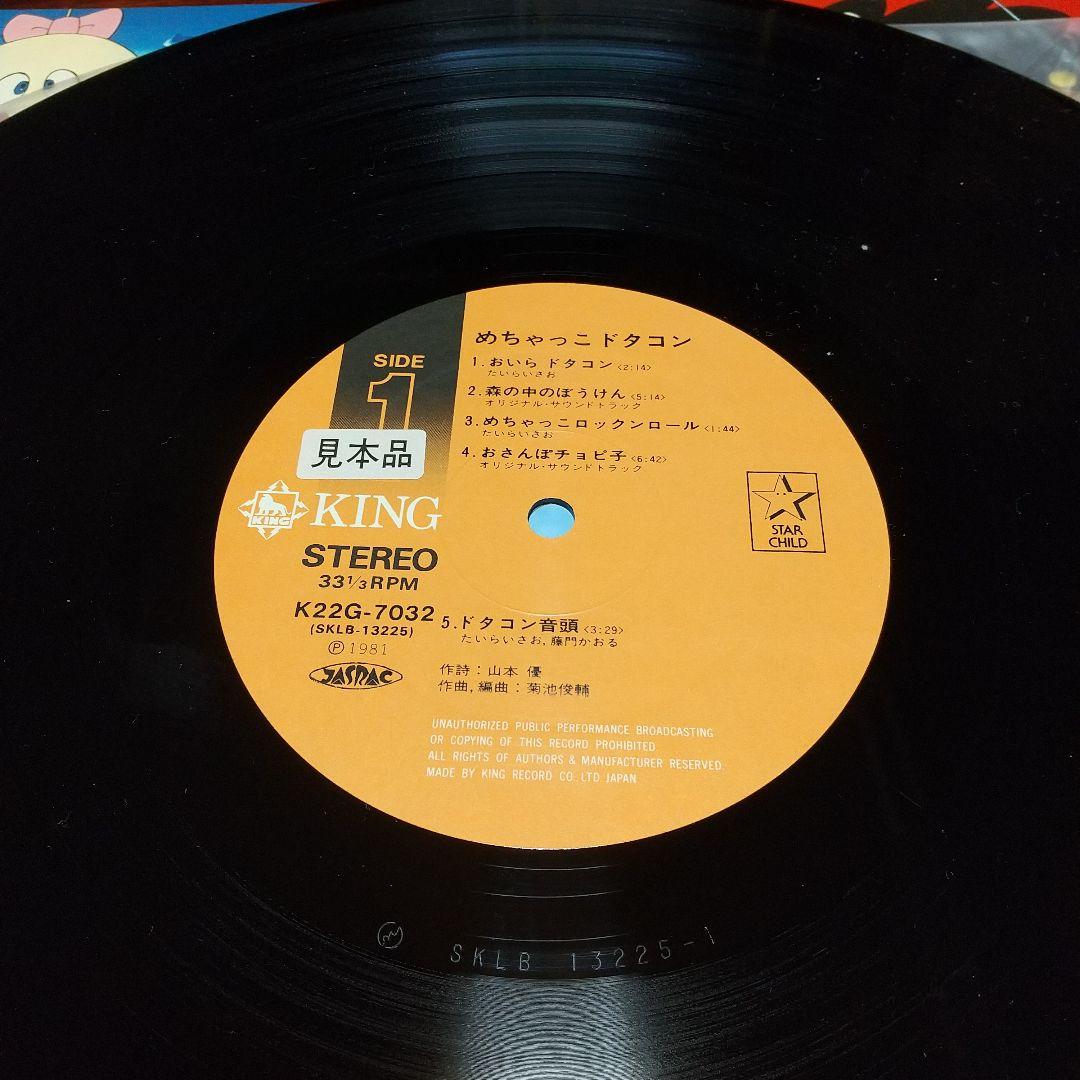 めちゃっこドタコン
SIDE
1
1.おいら ドタコン<2:14>
たいらいさお
2.森の中のぼうけん<5:14>
オリジナル・サウンドトラック
3.めちゃっこロックンロール<1:44>
たいらいさお
4.おさんぽチョピ子<6:42>
オリジナル・サウンドトラック
見本品
KING
KING
STAR
CHILD
STEREO
33 1/3 RPM
K22G-7032
(SKLB-13225)
Ⓟ1981
JASRAC
5.ドタコン音頭<3:29>
たいらいさお,藤門かおる
作詩:山本 優
作曲,編曲:菊池俊輔
UNAUTHORIZED PUBLIC PERFORMANCE BROADCASTING
OR COPYING OF THIS RECORD PROHIBITED
ALL RIGHTS OF AUTHORS & MANUFACTURER RESERVED.
MADE BY KING RECORD CO.,LTD JAPAN
SKLB 13225-1